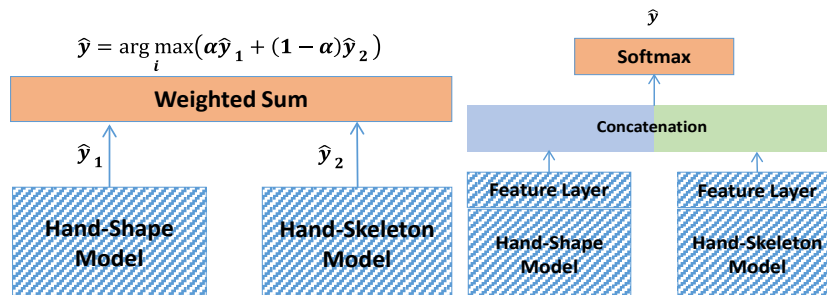 ŷ = arg max(αŷ₁ + (1 − α)ŷ₂)
i
Weighted Sum
ŷ₁
ŷ₂
Hand-Shape
Model
Hand-Skeleton
Model
ŷ
Softmax
Concatenation
Feature Layer
Hand-Shape
Model
Feature Layer
Hand-Skeleton
Model